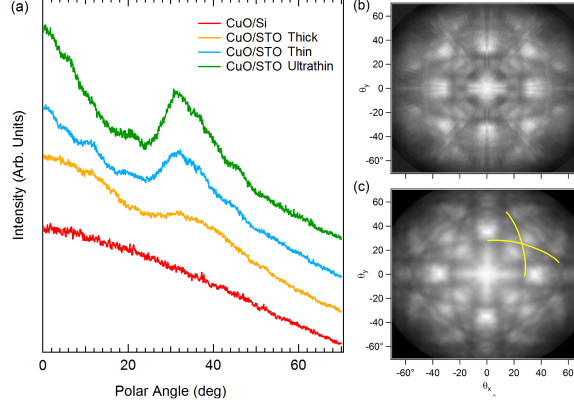 (a)
CuO/Si
CuO/STO Thick
CuO/STO Thin
CuO/STO Ultrathin
Intensity (Arb. Units)
0
20
40
60
Polar Angle (deg)
(b)
60
40
20
0
-20
-40
-60°
θy
(c)
60
40
20
0
-20
-40
-60°
θy
-70°
-40
-20
0
20
40
70
θx